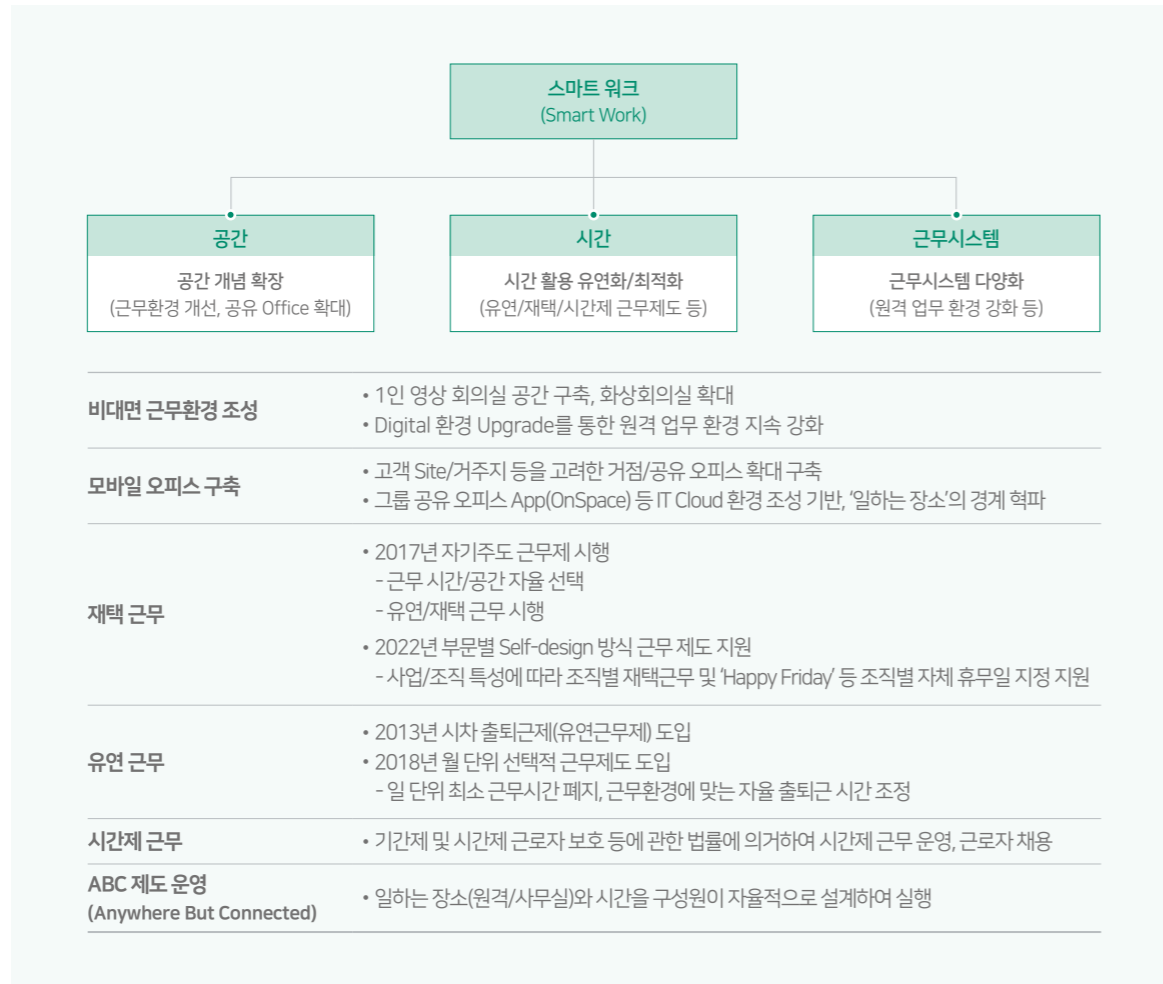 스마트 워크
(Smart Work)
공간
공간 개념 확장
(근무환경 개선, 공유 Office 확대)
시간
시간 활용 유연화/최적화
(유연/재택/시간제 근무제도 등)
근무시스템
근무시스템 다양화
(원격 업무 환경 강화 등)
비대면 근무환경 조성
• 1인 영상 회의실 공간 구축, 화상회의실 확대
• Digital 환경 Upgrade를 통한 원격 업무 환경 지속 강화
모바일 오피스 구축
• 고객 Site/거주지 등을 고려한 거점/공유 오피스 확대 구축
• 그룹 공유 오피스 App(OnSpace) 등 IT Cloud 환경 조성 기반, ‘일하는 장소’의 경계 혁파
재택 근무
• 2017년 자기주도 근무제 시행
- 근무 시간/공간 자율 선택
- 유연/재택 근무 시행
• 2022년 부문별 Self-design 방식 근무 제도 지원
- 사업/조직 특성에 따라 조직별 재택근무 및 ‘Happy Friday’ 등 조직별 자체 휴무일 지정 지원
유연 근무
• 2013년 시차 출퇴근제(유연근무제) 도입
• 2018년 월 단위 선택적 근무제도 도입
- 일 단위 최소 근무시간 폐지, 근무환경에 맞는 자율 출퇴근 시간 조정
시간제 근무
• 기간제 및 시간제 근로자 보호 등에 관한 법률에 의거하여 시간제 근무 운영, 근로자 채용
ABC 제도 운영
(Anywhere But Connected)
• 일하는 장소(원격/사무실)와 시간을 구성원이 자율적으로 설계하여 실행